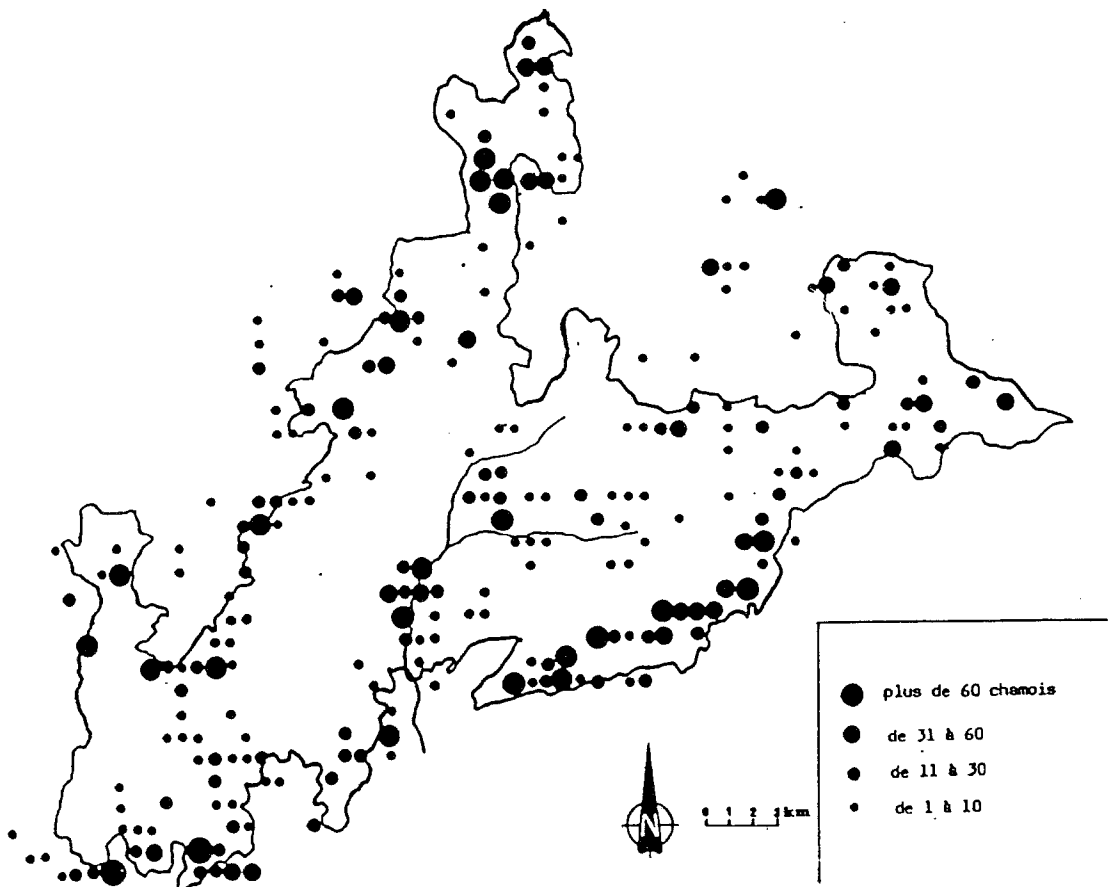 plus de 60 chamois
de 31 à 60
de 11 à 30
de 1 à 10
N
0 1 2 3 km